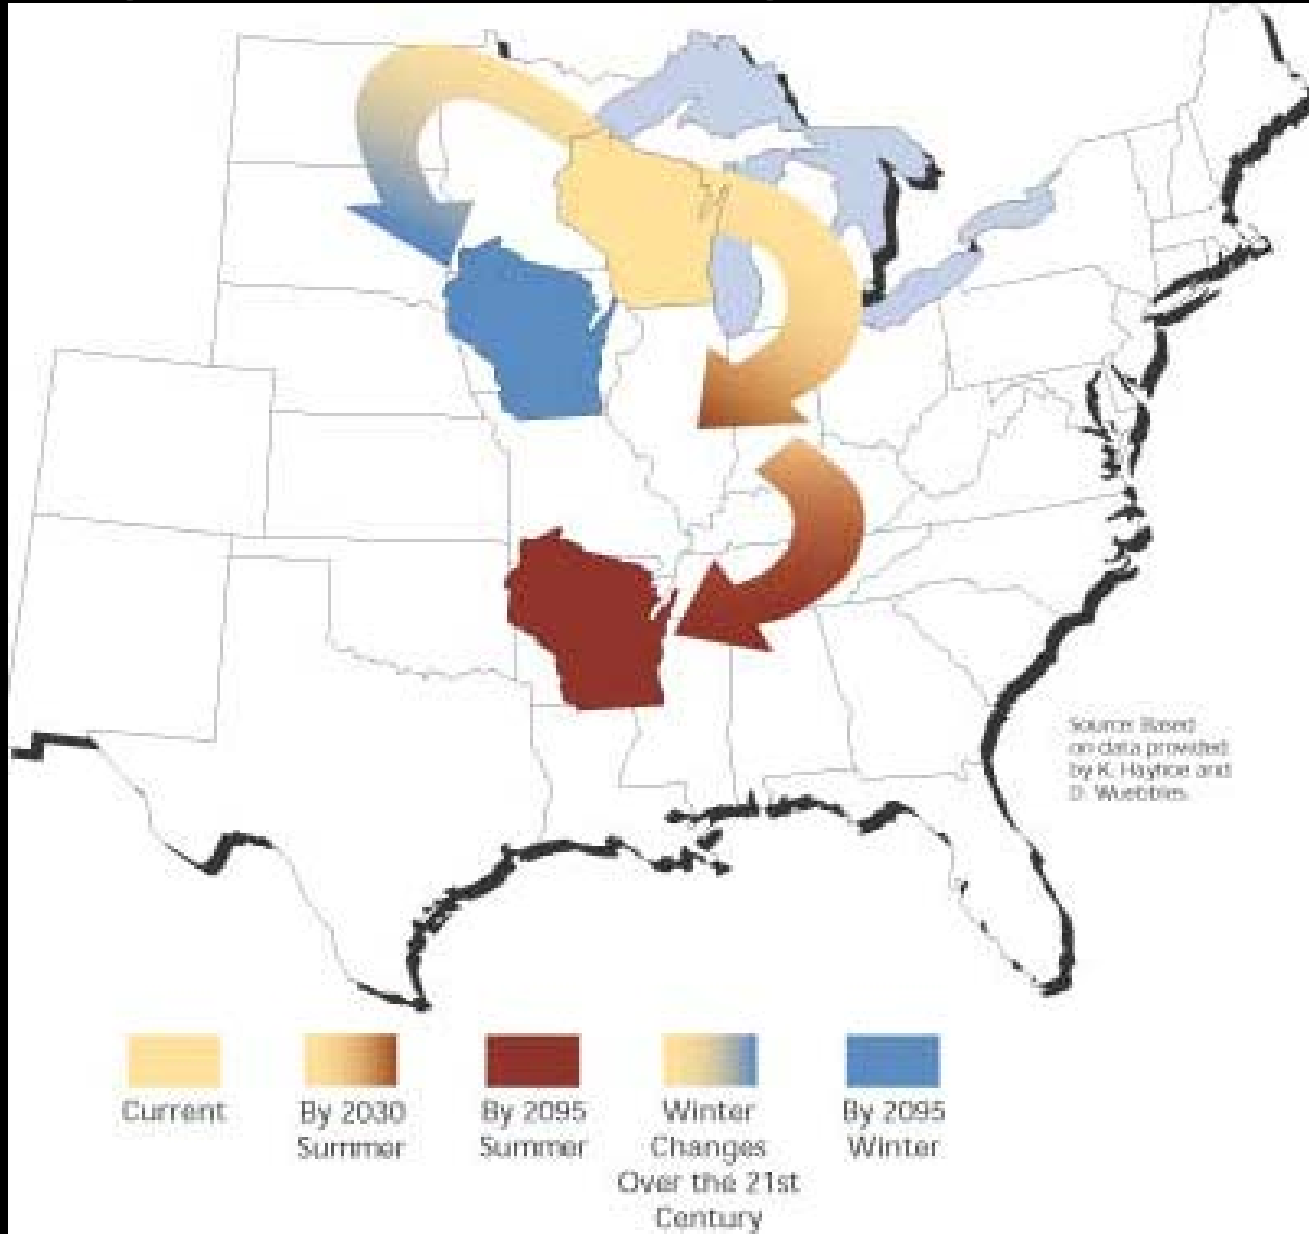 Source: Based
on data provided
by K. Hayhoe and
D. Wuebbles.
Current
By 2030
Summer
By 2095
Summer
Winter
Changes
Over the 21st
Century
By 2095
Winter